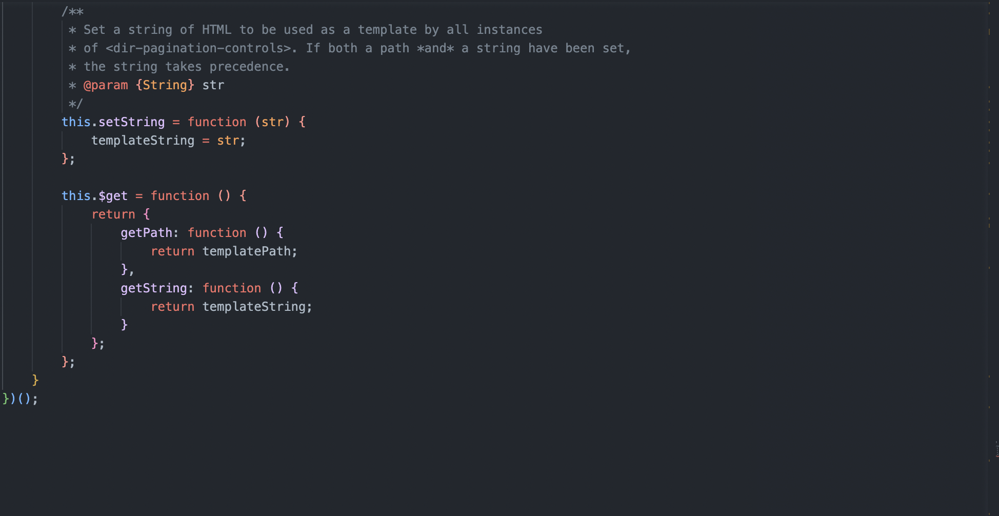 /**
 * Set a string of HTML to be used as a template by all instances
 * of <dir-pagination-controls>. If both a path *and* a string have been set,
 * the string takes precedence.
 * @param {String} str
 */
this.setString = function (str) {
    templateString = str;
};

this.$get = function () {
    return {
        getPath: function () {
            return templatePath;
        },
        getString: function () {
            return templateString;
        }
    };
};
}
})();